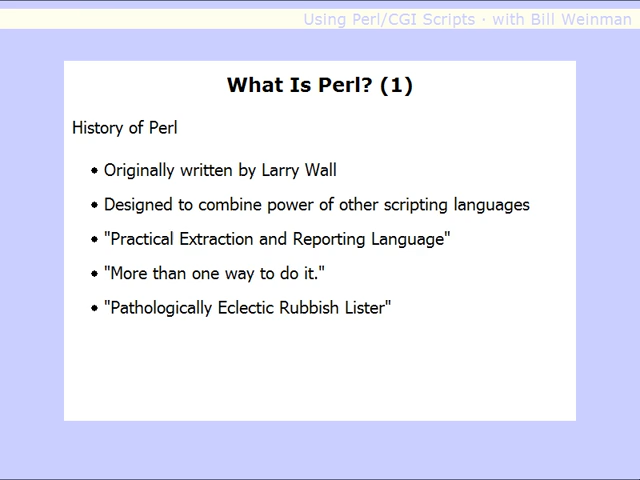 Using Perl/CGI Scripts · with Bill Weinman
What Is Perl? (1)
History of Perl
• Originally written by Larry Wall
• Designed to combine power of other scripting languages
• "Practical Extraction and Reporting Language"
• "More than one way to do it."
• "Pathologically Eclectic Rubbish Lister"